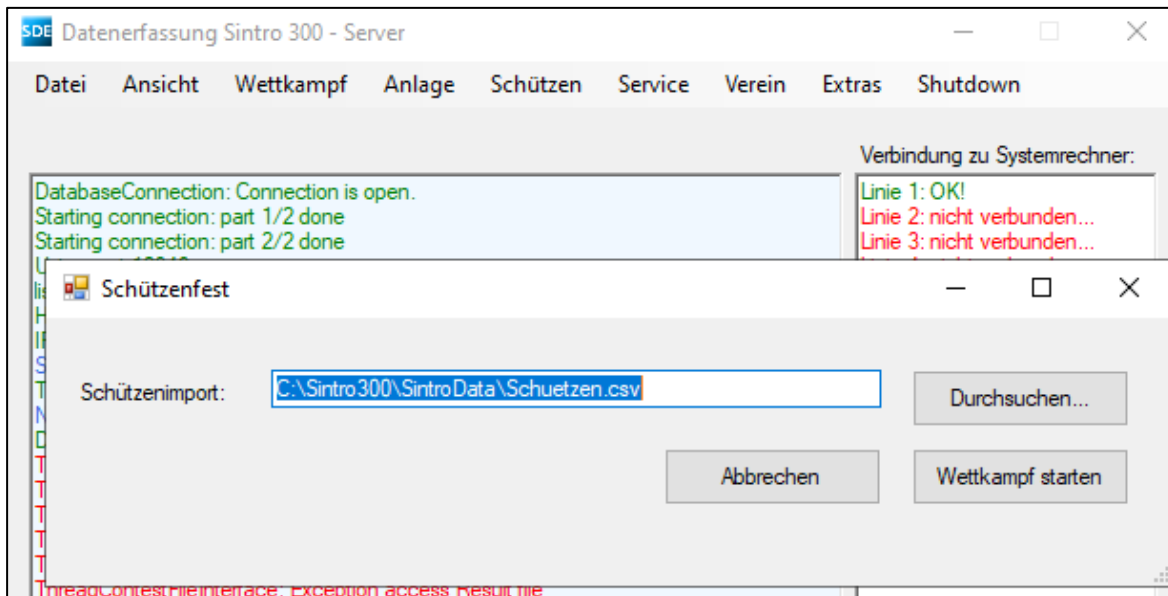 SDE Datenerfassung Sintro 300 - Server
Datei Ansicht Wettkampf Anlage Schützen Service Verein Extras Shutdown
Verbindung zu Systemrechner:
DatabaseConnection: Connection is open.
Starting connection: part 1/2 done
Starting connection: part 2/2 done
Linie 1: OK!
Linie 2: nicht verbunden...
Linie 3: nicht verbunden...
Schützenfest
Schützenimport:
C:\Sintro300\SintroData\Schuetzen.csv
Durchsuchen...
Abbrechen
Wettkampf starten
ThreadContestFileInterface: Exception access Result file